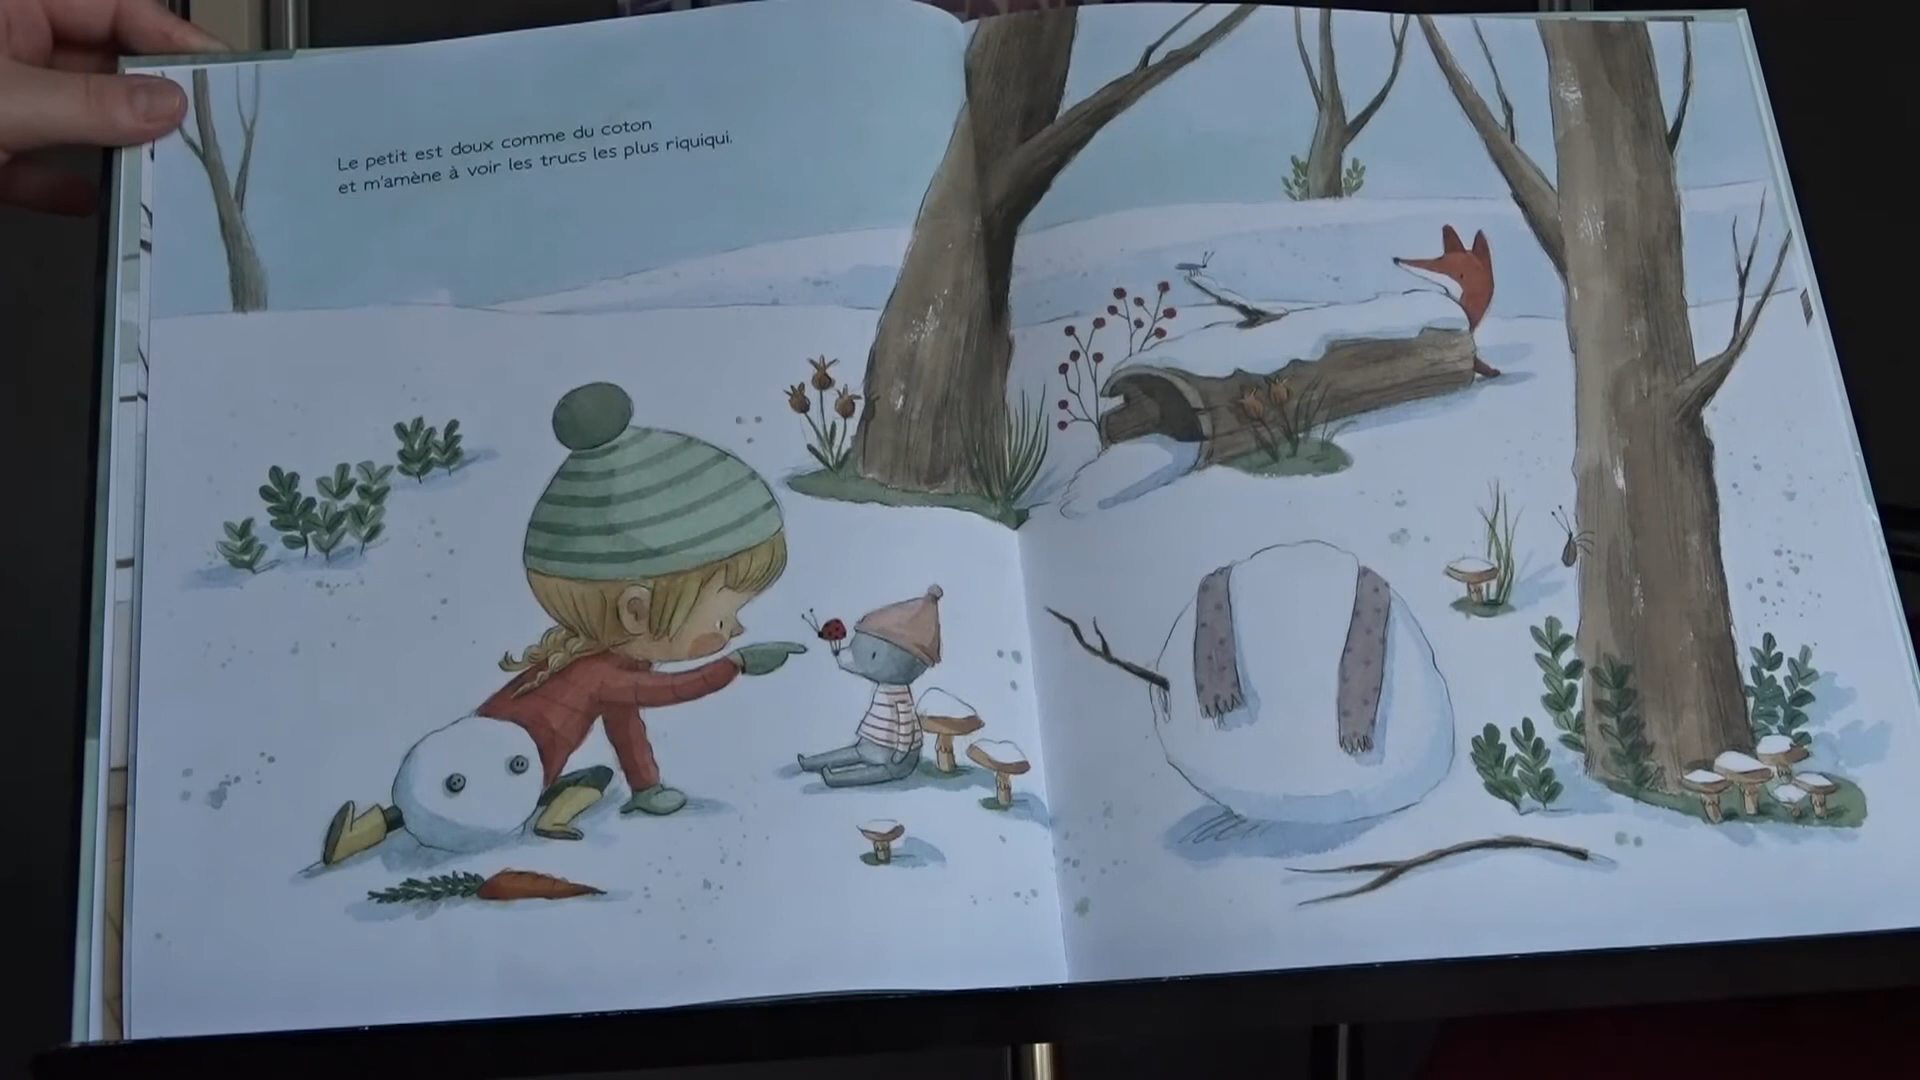 Le petit est doux comme du coton
et m'amène à voir les trucs les plus riquiqui.